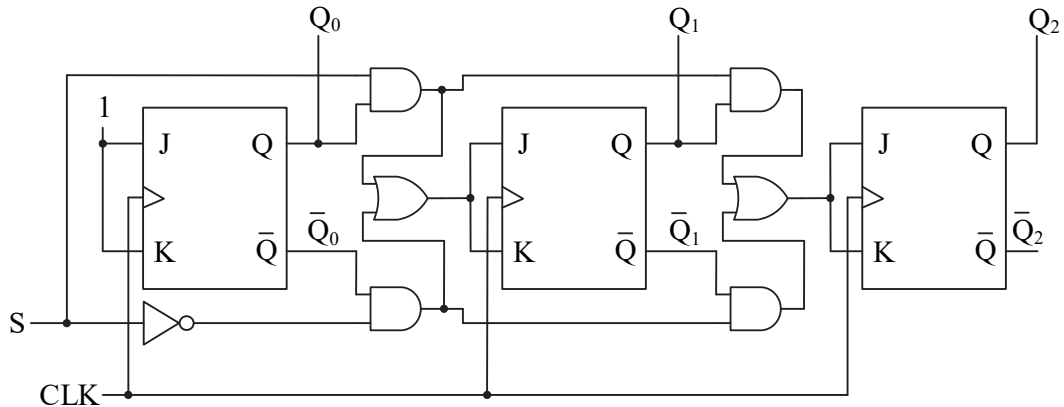 Q₀ Q₁ Q₂
1
J Q J Q J Q
K Q̅ Q̅₀ K Q̅ Q̅₁ K Q̅ Q̅₂
S
CLK